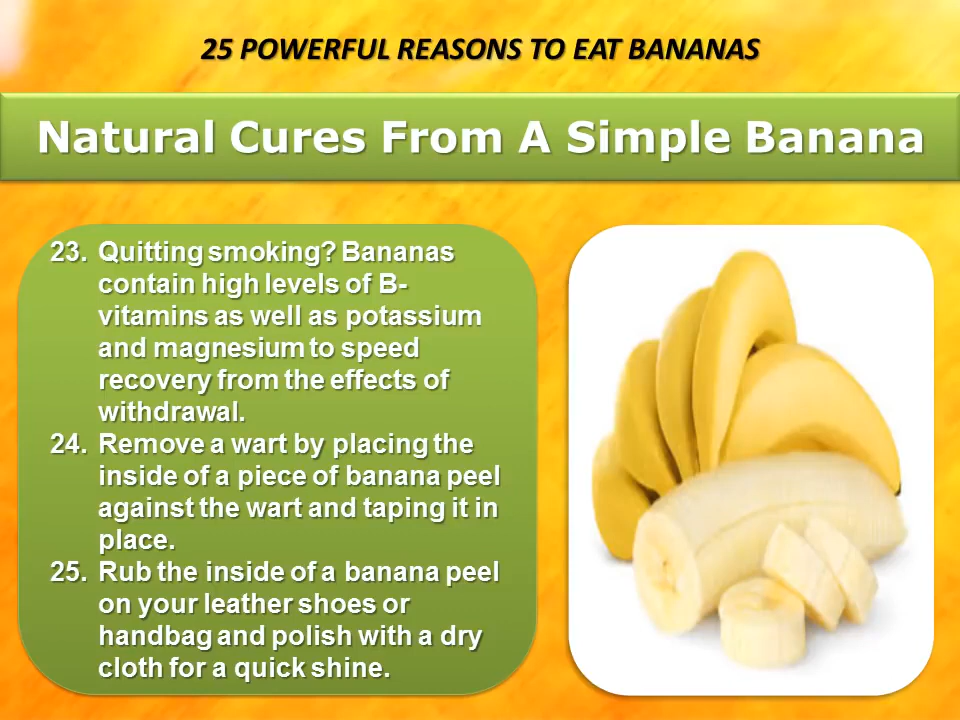 25 POWERFUL REASONS TO EAT BANANAS
Natural Cures From A Simple Banana
23. Quitting smoking? Bananas
contain high levels of B-
vitamins as well as potassium
and magnesium to speed
recovery from the effects of
withdrawal.
24. Remove a wart by placing the
inside of a piece of banana peel
against the wart and taping it in
place.
25. Rub the inside of a banana peel
on your leather shoes or
handbag and polish with a dry
cloth for a quick shine.